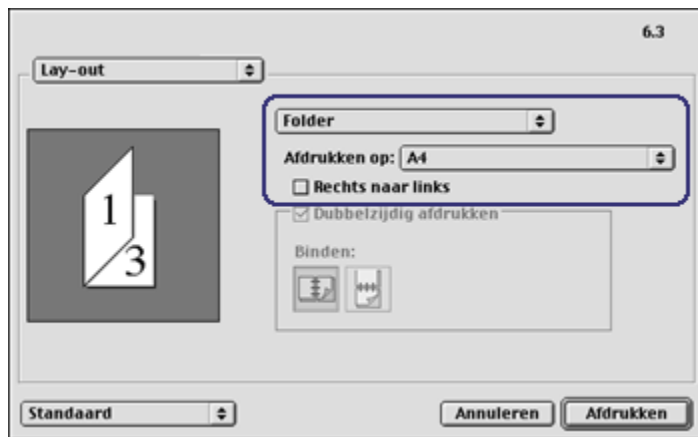 6.3
Lay-out
Folder
Afdrukken op: A4
Rechts naar links
Dubbelzijdig afdrukken
Binden:
1
3
Standaard
Annuleren
Afdrukken